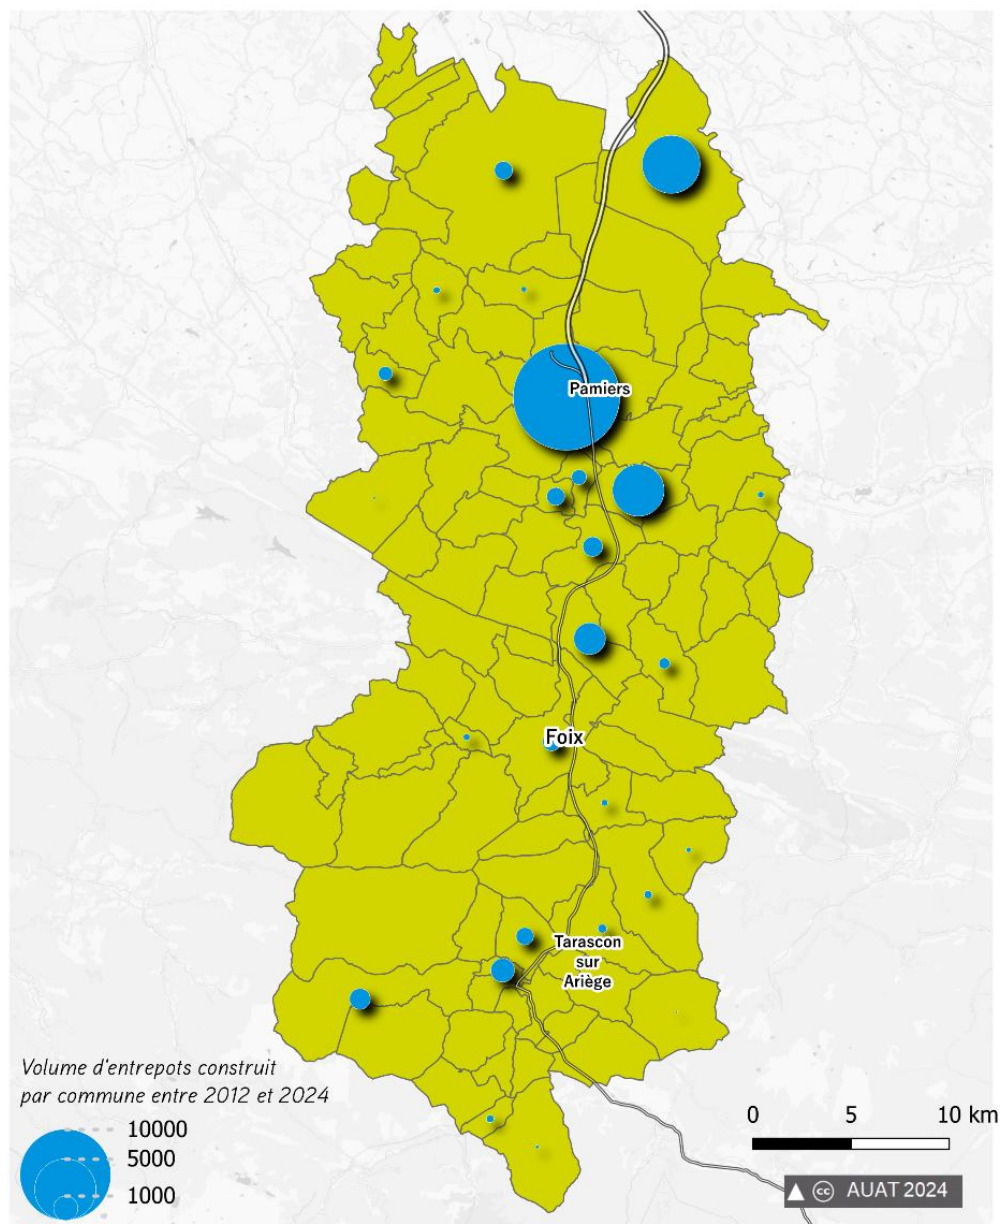 Pamiers
Foix
Tarascon
sur
Ariège
Volume d'entrepots construit
par commune entre 2012 et 2024
10000
5000
1000
0 5 10 km
cc AUAT 2024